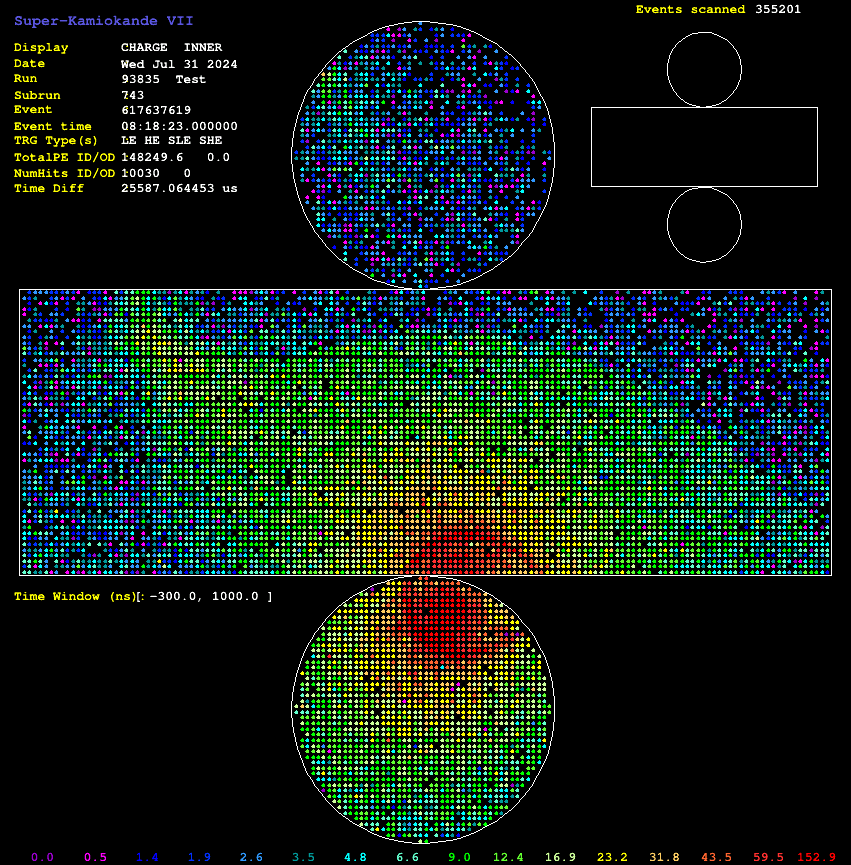 Super-Kamiokande VII
Events scanned 355201
Display CHARGE INNER
Date Wed Jul 31 2024
Run 93835 Test
Subrun 743
Event 617637619
Event time 08:18:23.000000
TRG Type(s) LE HE SLE SHE
TotalPE ID/OD 148249.6 0.0
NumHits ID/OD 10030 0
Time Diff 25587.064453 us
Time Window (ns)[: −300.0, 1000.0 ]
0.0 0.5 1.4 1.9 2.6 3.5 4.8 6.6 9.0 12.4 16.9 23.2 31.8 43.5 59.5 152.9